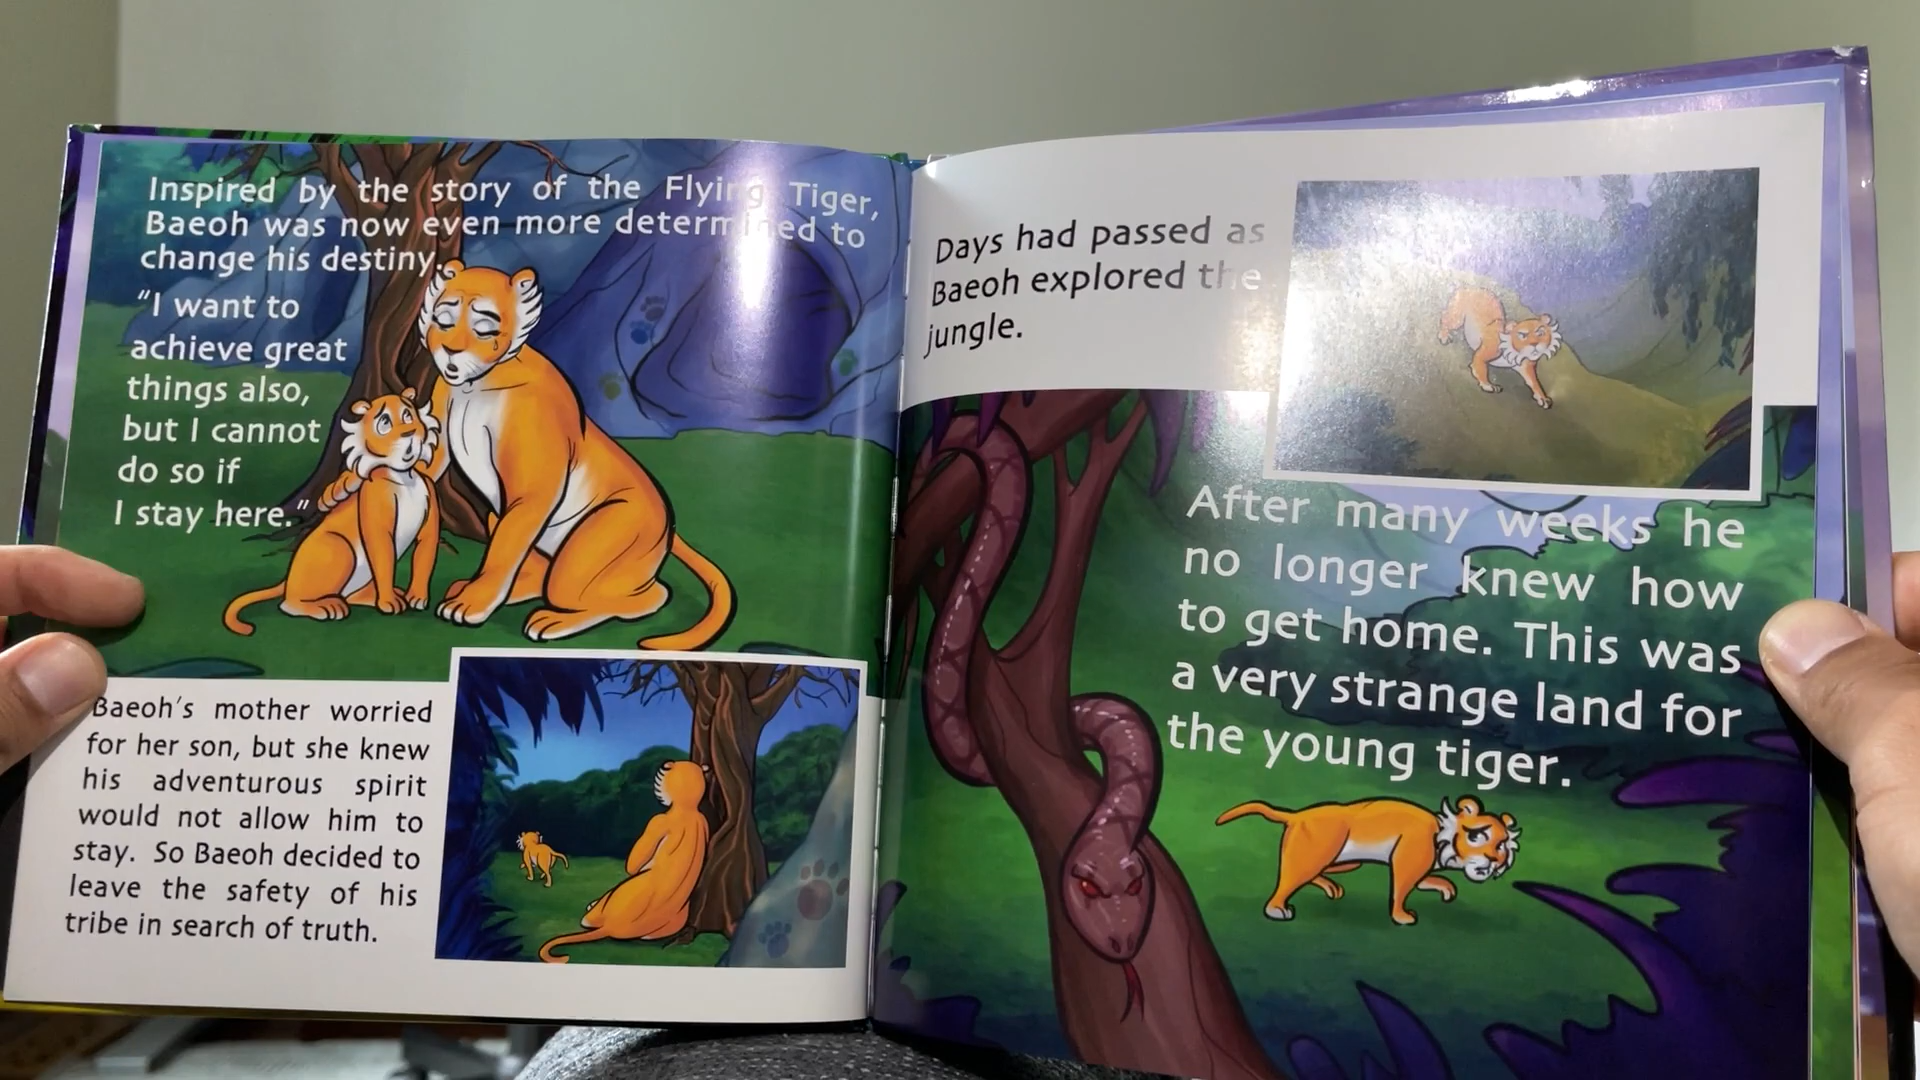 Inspired by the story of the Flying Tiger,
Baeoh was now even more determined to
change his destiny.
“I want to
achieve great
things also,
but I cannot
do so if
I stay here.”
Baeoh’s mother worried
for her son, but she knew
his adventurous spirit
would not allow him to
stay. So Baeoh decided to
leave the safety of his
tribe in search of truth.
Days had passed as
Baeoh explored the
jungle.
After many weeks he
no longer knew how
to get home. This was
a very strange land for
the young tiger.